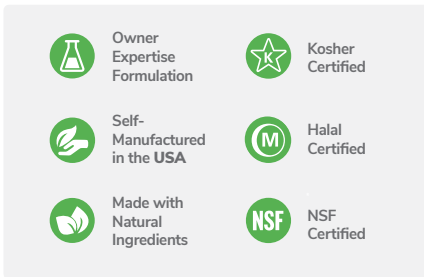 Owner
Expertise
Formulation
K
Kosher
Certified
Self-
Manufactured
in the USA
M
Halal
Certified
Made with
Natural
Ingredients
NSF
NSF
Certified